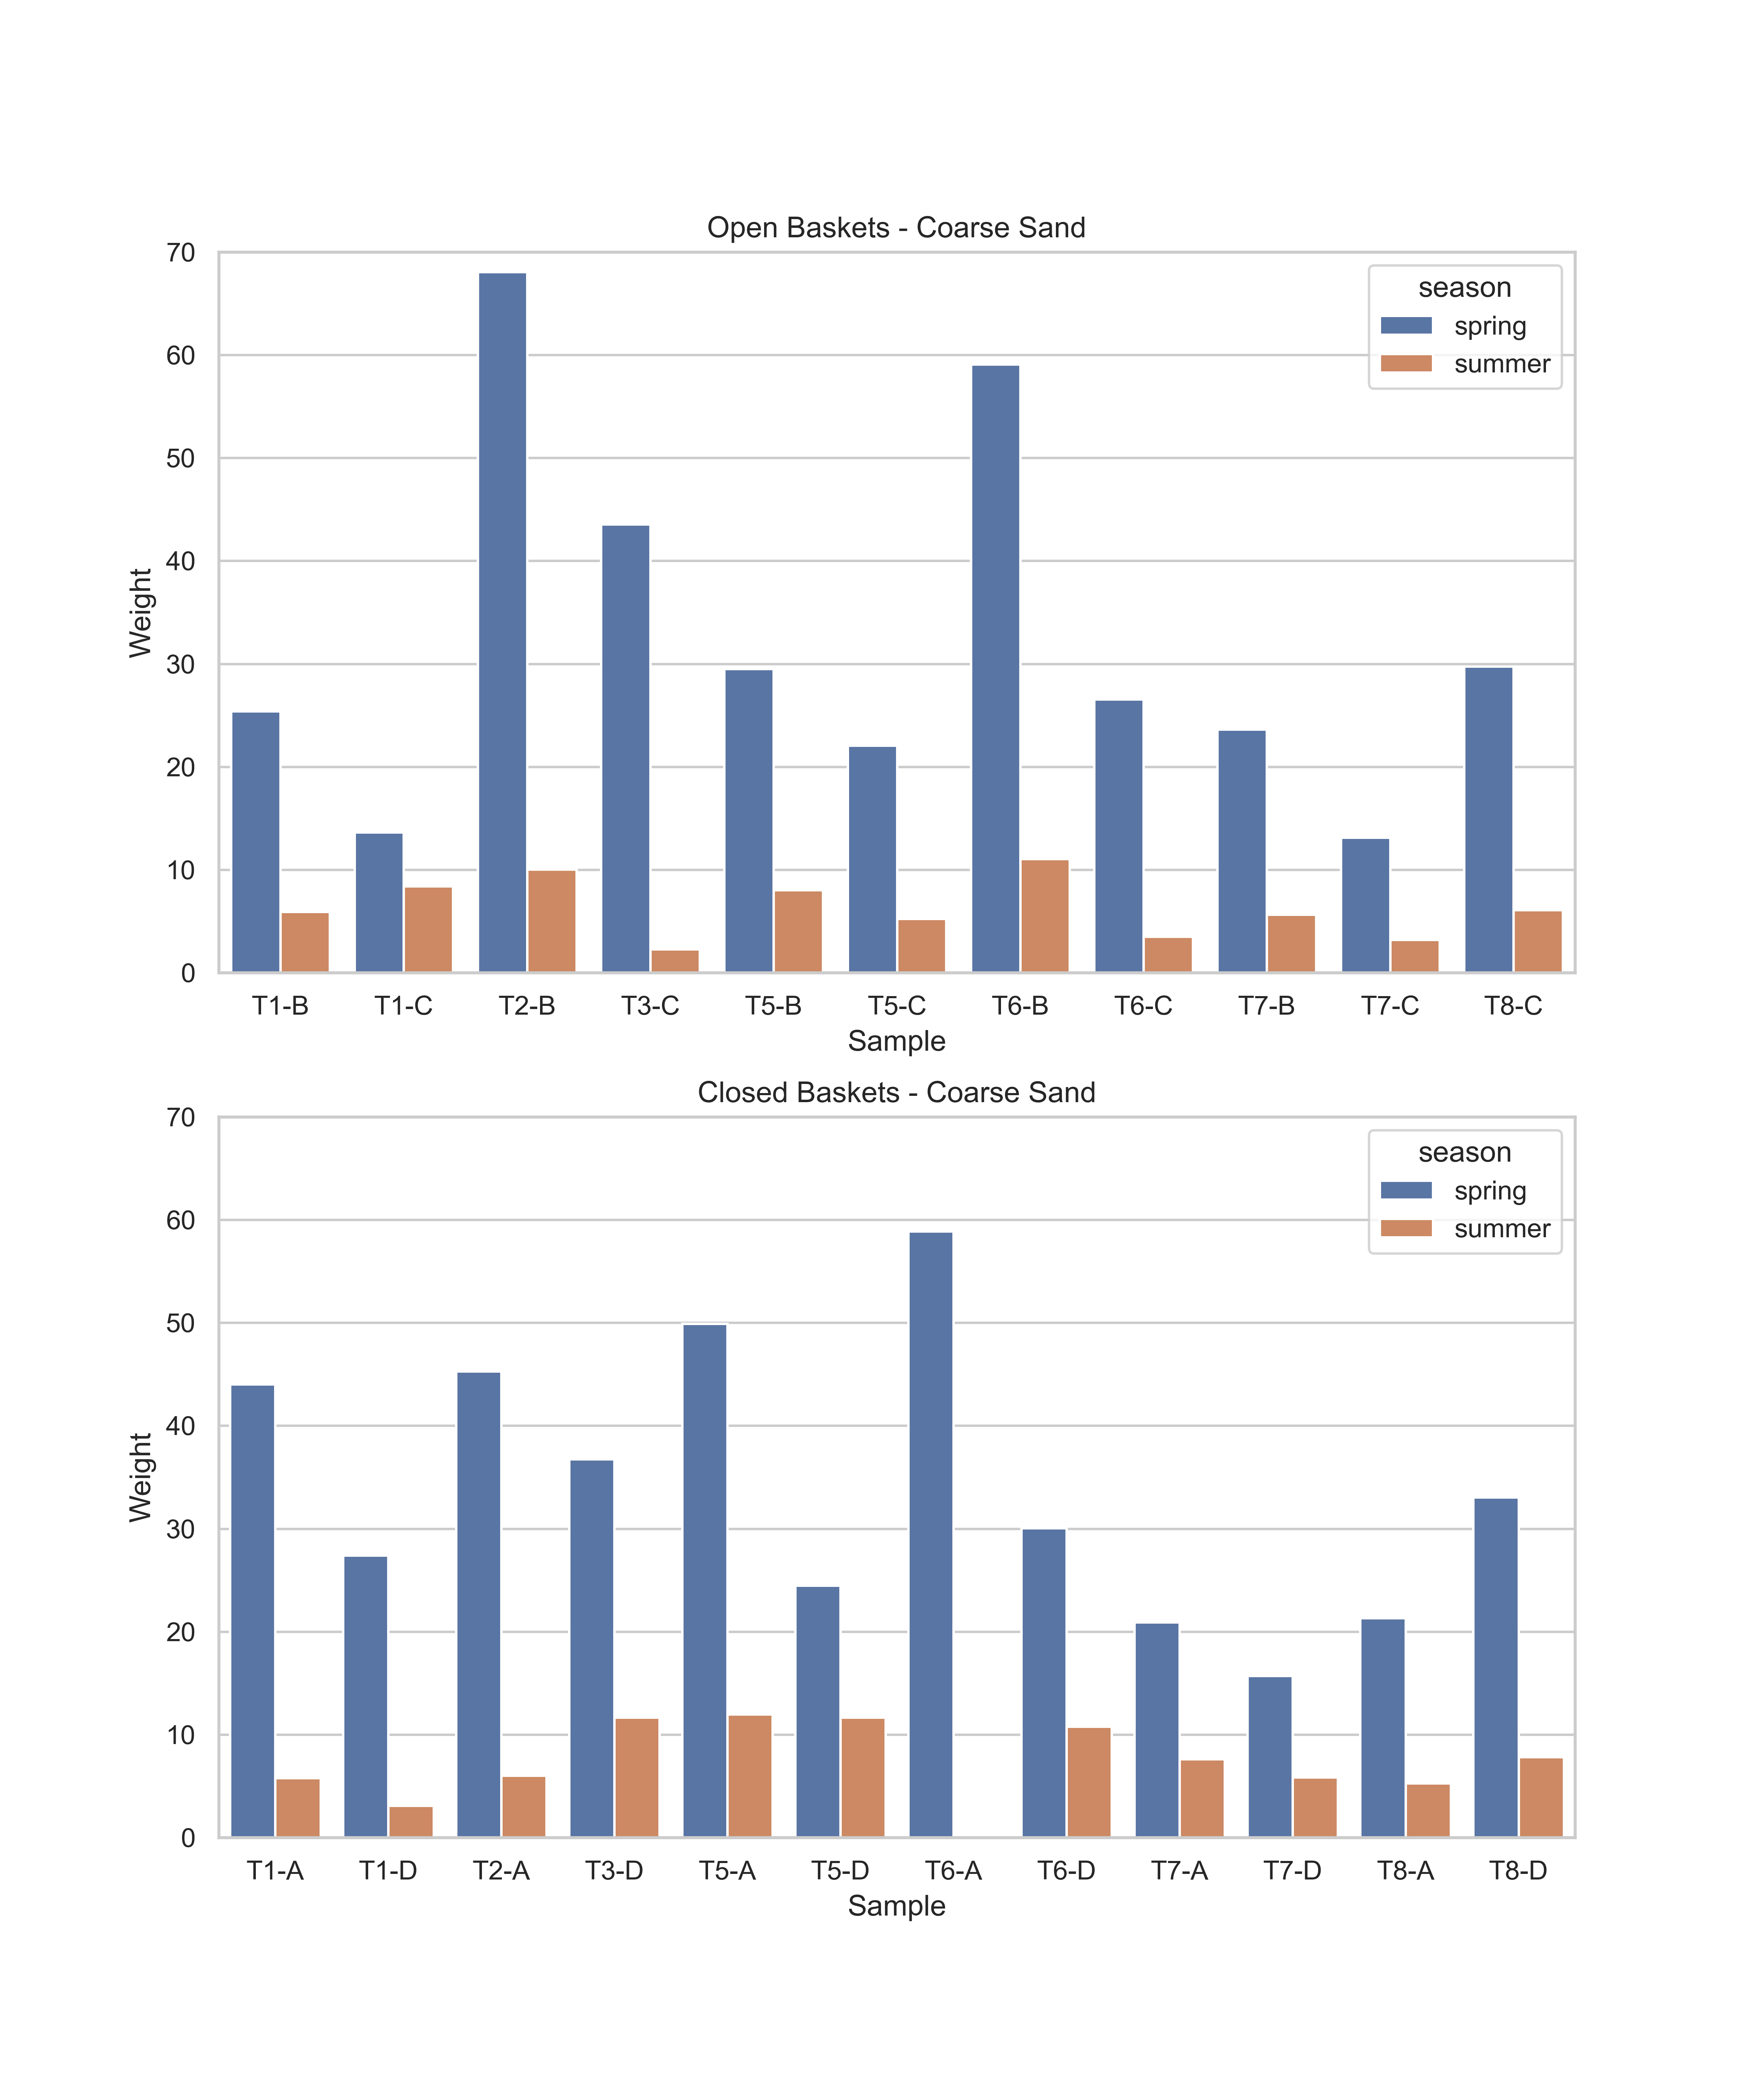 Open Baskets - Coarse Sand
70
60
50
40
30
20
10
0
Weight
season
spring
summer
T1-B T1-C T2-B T3-C T5-B T5-C T6-B T6-C T7-B T7-C T8-C
Sample
Closed Baskets - Coarse Sand
70
60
50
40
30
20
10
0
Weight
season
spring
summer
T1-A T1-D T2-A T3-D T5-A T5-D T6-A T6-D T7-A T7-D T8-A T8-D
Sample